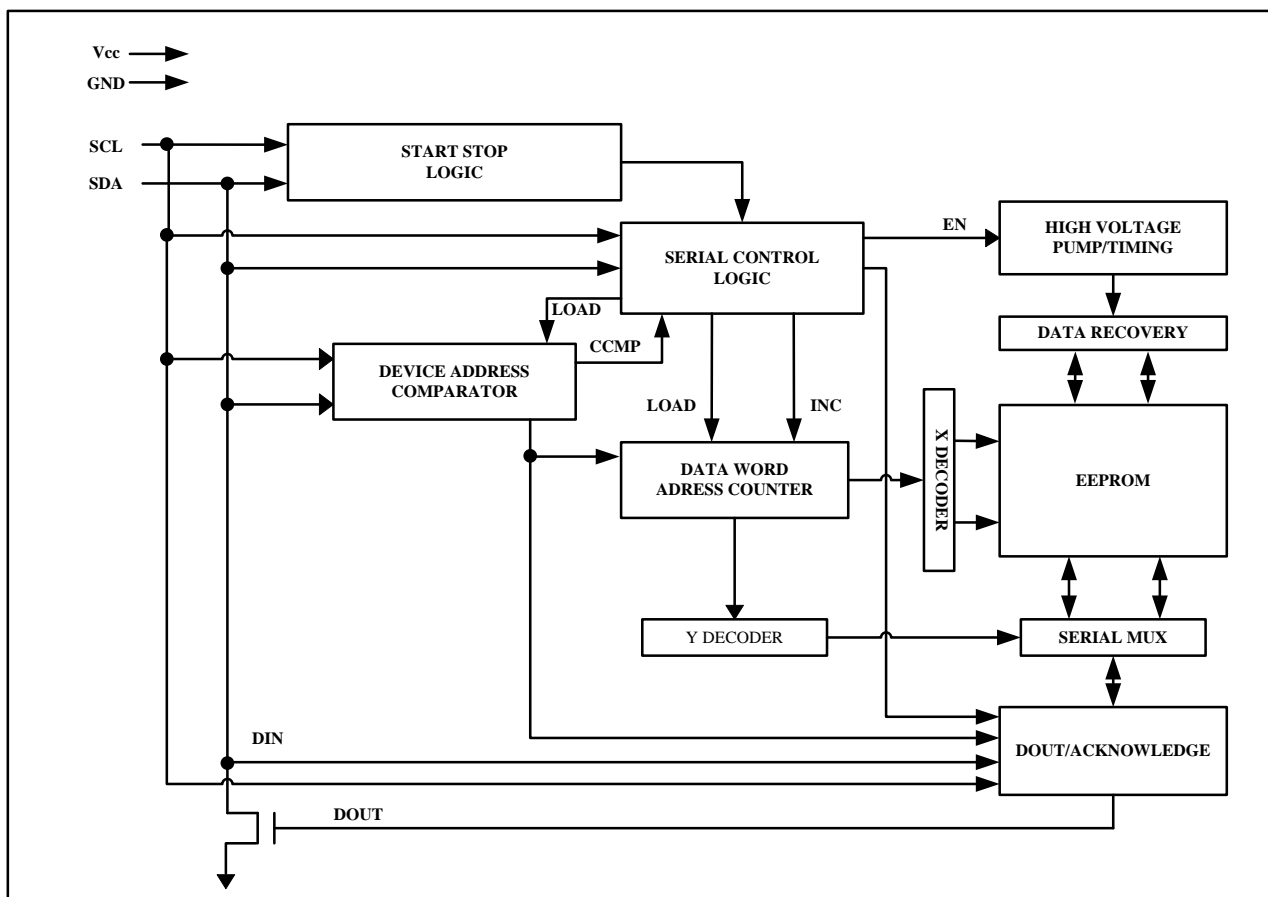 Vcc
GND
SCL
SDA
START STOP
LOGIC
EN
HIGH VOLTAGE
PUMP/TIMING
SERIAL CONTROL
LOGIC
LOAD
CCMP
DATA RECOVERY
DEVICE ADDRESS
COMPARATOR
LOAD
INC
X DECODER
EEPROM
DATA WORD
ADRESS COUNTER
Y DECODER
SERIAL MUX
DIN
DOUT/ACKNOWLEDGE
DOUT